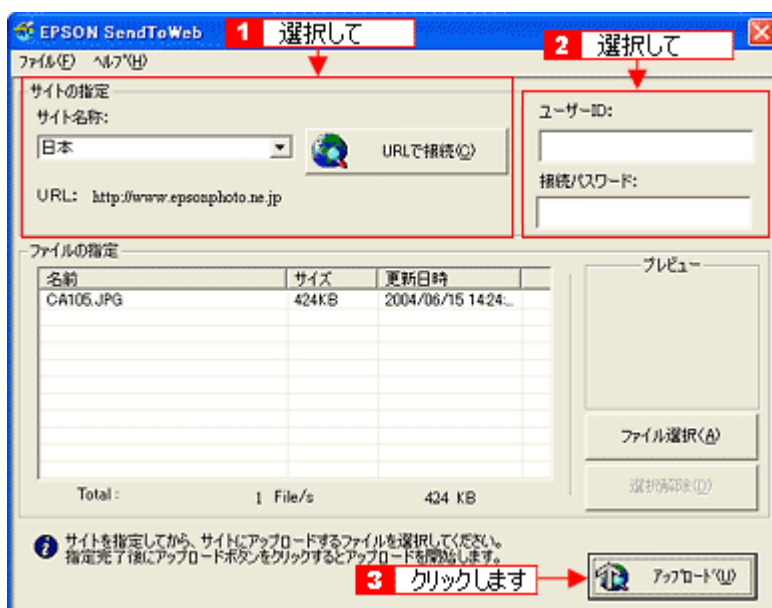 EPSON SendToWeb
1 選択して
2 選択して
ファイル(F) ヘルプ(H)
サイトの指定
サイト名称:
日本
URLで接続(C)
URL: http://www.epsonphoto.ne.jp
ユーザーID:
接続パスワード:
ファイルの指定
名前 サイズ 更新日時
CA105.JPG 424KB 2004/06/15 14:24:...
Total: 1 File/s 424 KB
プレビュー
ファイル選択(A)
選択解除(D)
サイトを指定してから、サイトにアップロードするファイルを選択してください。
指定完了後にアップロードボタンをクリックするとアップロードを開始します。
3 クリックします
アップロード(U)